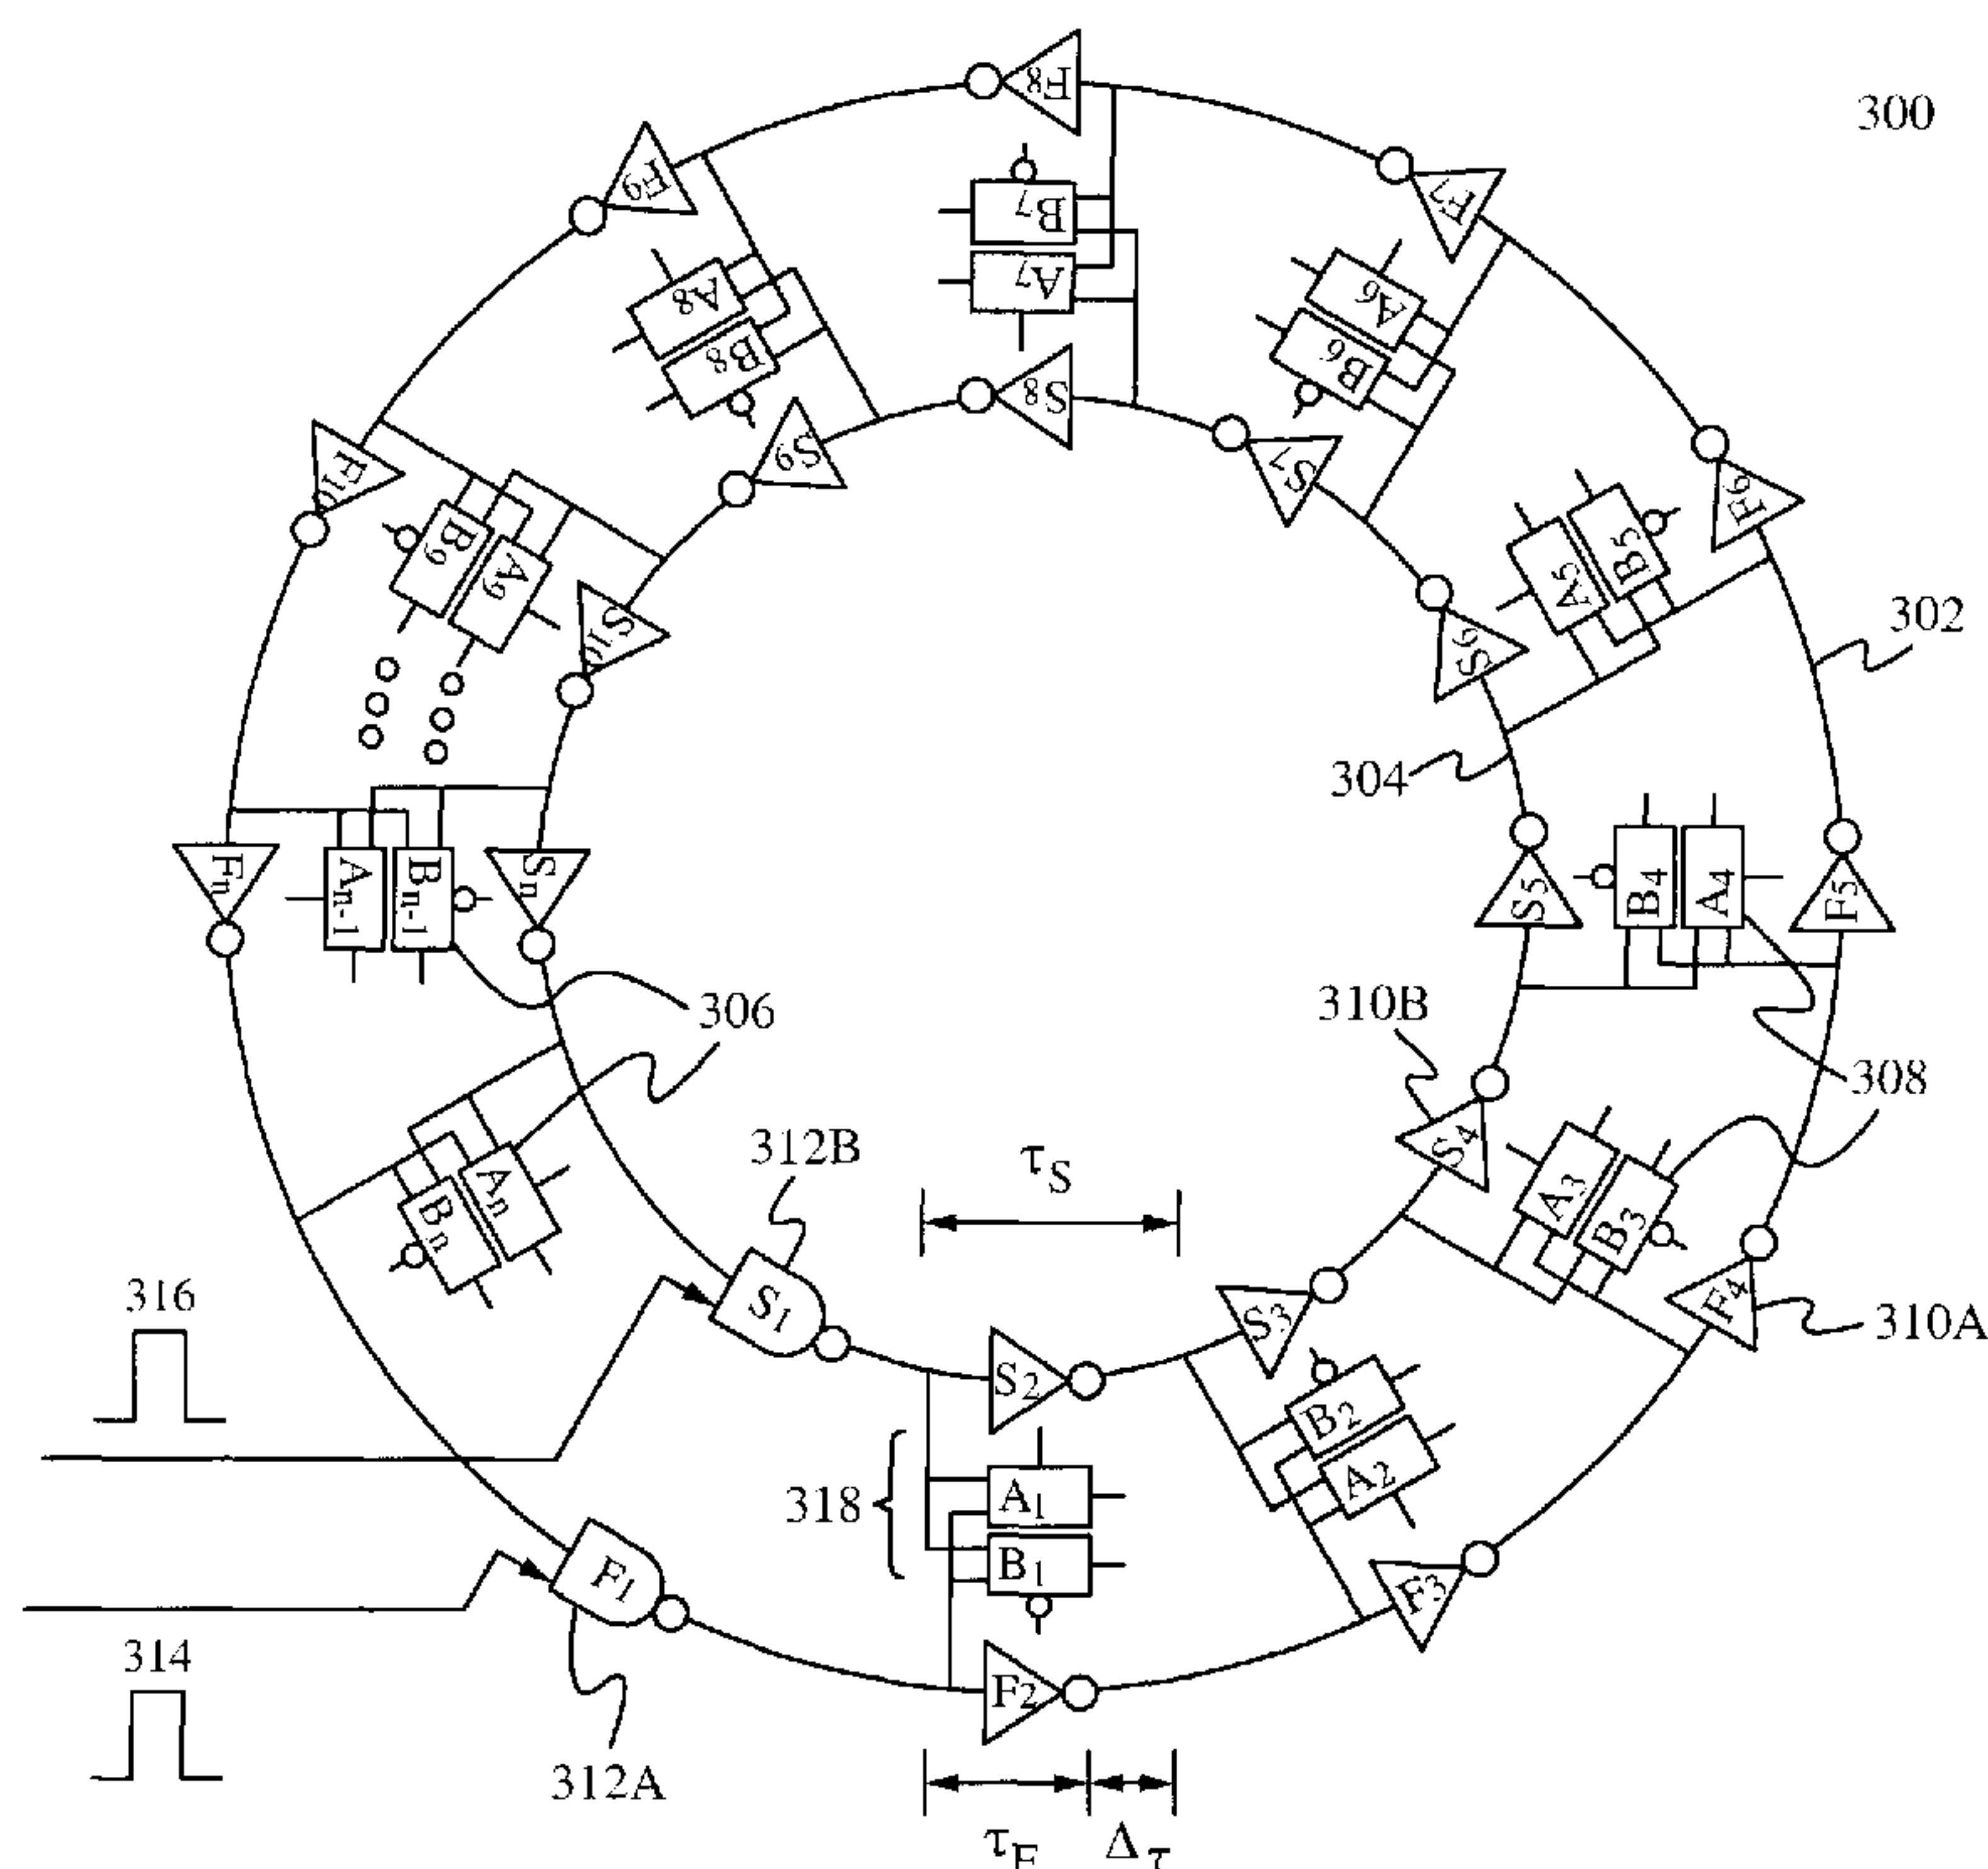 300
F8
F9
F7
B7
A7
A8
B8
A6
B6
S8
S9
S7
F10
B9
A9
S10
F6
B5
A5
S6
302
304
Fn
An-1
Bn-1
Sn
S5
B4
A4
F5
306
310B
308
S4
A3
B3
F4
310A
An
Bn
312B
τS
S1
S2
S3
316
B2
A2
318
A1
B1
F1
F3
314
F2
312A
τF
Δτ